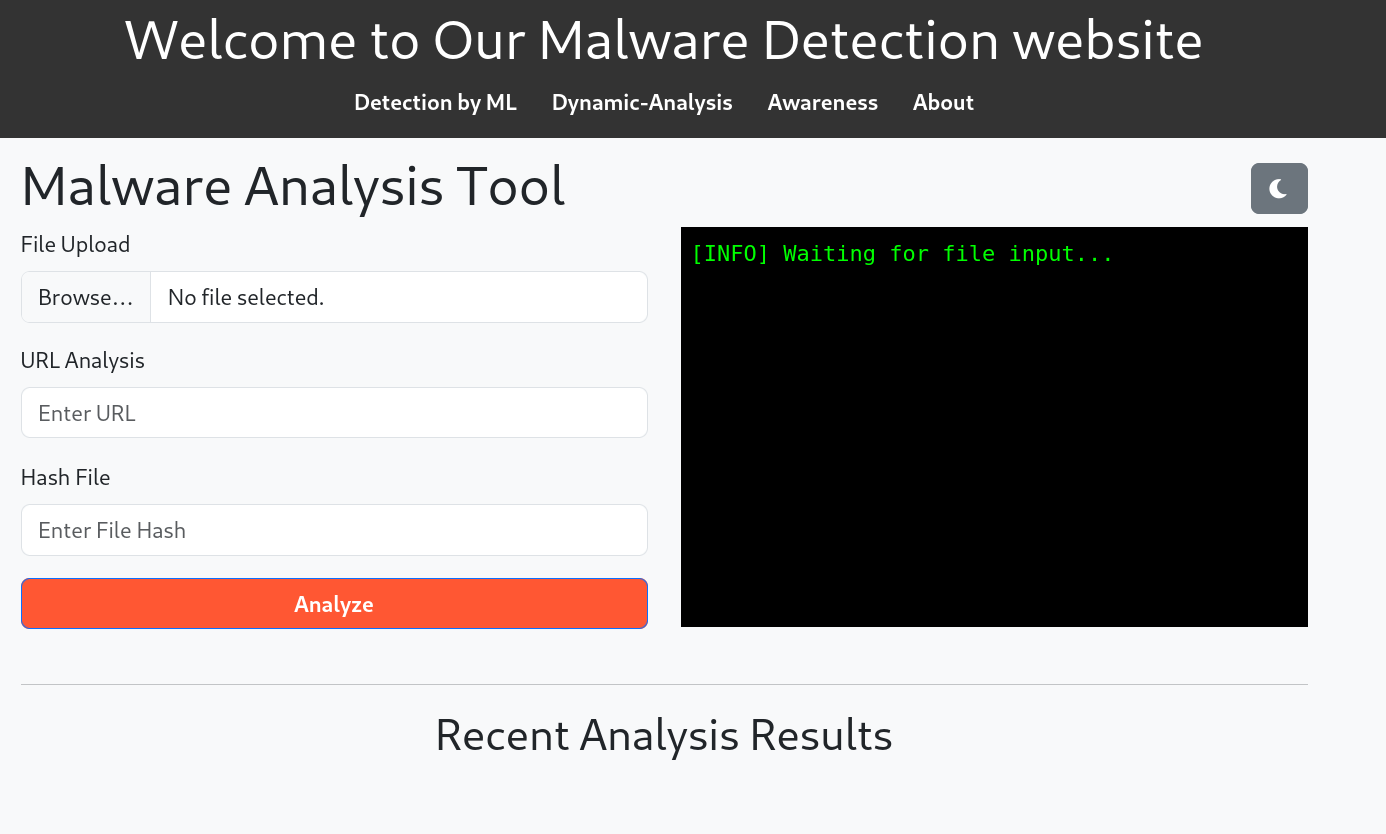 Welcome to Our Malware Detection website
Detection by ML Dynamic-Analysis Awareness About
Malware Analysis Tool
File Upload
Browse... No file selected.
URL Analysis
Enter URL
Hash File
Enter File Hash
Analyze
[INFO] Waiting for file input...
Recent Analysis Results